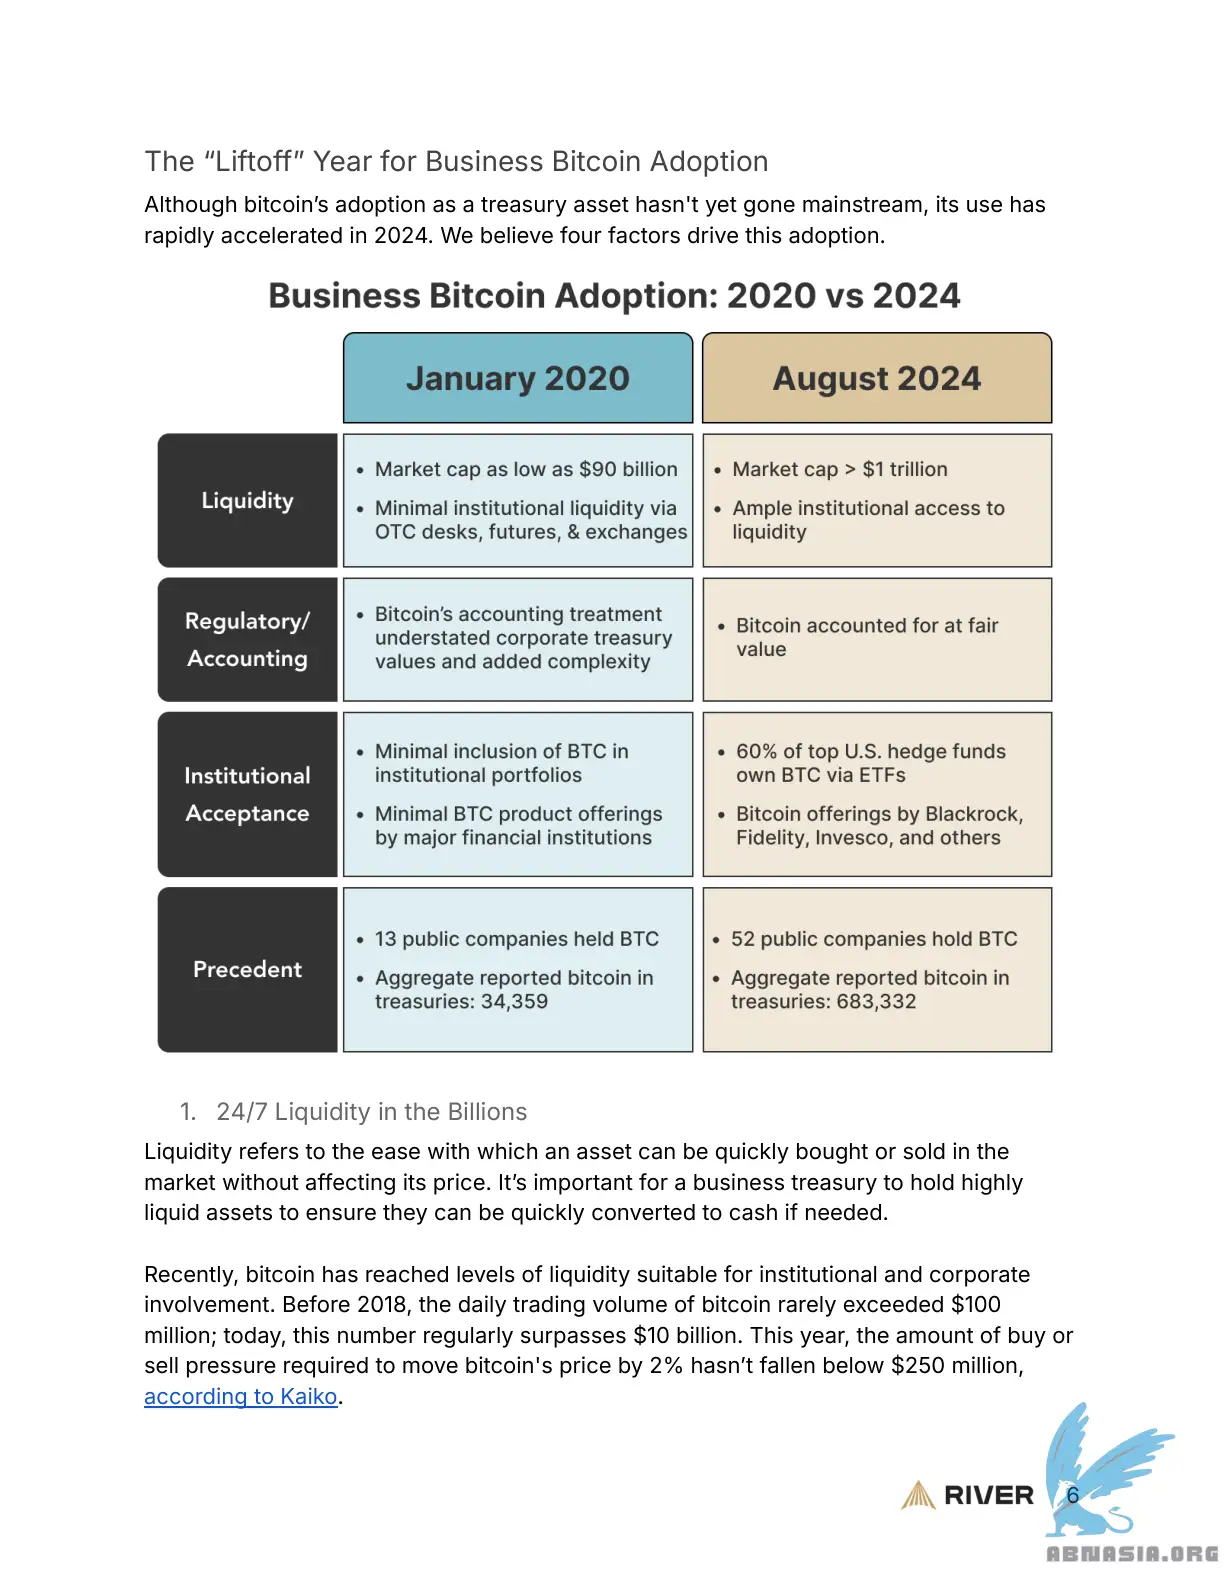 The “Liftoff” Year for Business Bitcoin Adoption
Although bitcoin’s adoption as a treasury asset hasn't yet gone mainstream, its use has
rapidly accelerated in 2024. We believe four factors drive this adoption.
Business Bitcoin Adoption: 2020 vs 2024
January 2020
August 2024
Liquidity
• Market cap as low as $90 billion
• Minimal institutional liquidity via
OTC desks, futures, & exchanges
• Market cap > $1 trillion
• Ample institutional access to
liquidity
Regulatory/
Accounting
• Bitcoin’s accounting treatment
understated corporate treasury
values and added complexity
• Bitcoin accounted for at fair
value
Institutional
Acceptance
• Minimal inclusion of BTC in
institutional portfolios
• Minimal BTC product offerings
by major financial institutions
• 60% of top U.S. hedge funds
own BTC via ETFs
• Bitcoin offerings by Blackrock,
Fidelity, Invesco, and others
Precedent
• 13 public companies held BTC
• Aggregate reported bitcoin in
treasuries: 34,359
• 52 public companies hold BTC
• Aggregate reported bitcoin in
treasuries: 683,332
1. 24/7 Liquidity in the Billions
Liquidity refers to the ease with which an asset can be quickly bought or sold in the
market without affecting its price. It’s important for a business treasury to hold highly
liquid assets to ensure they can be quickly converted to cash if needed.
Recently, bitcoin has reached levels of liquidity suitable for institutional and corporate
involvement. Before 2018, the daily trading volume of bitcoin rarely exceeded $100
million; today, this number regularly surpasses $10 billion. This year, the amount of buy or
sell pressure required to move bitcoin's price by 2% hasn’t fallen below $250 million,
according to Kaiko.
RIVER
6
ABNASIA.ORG